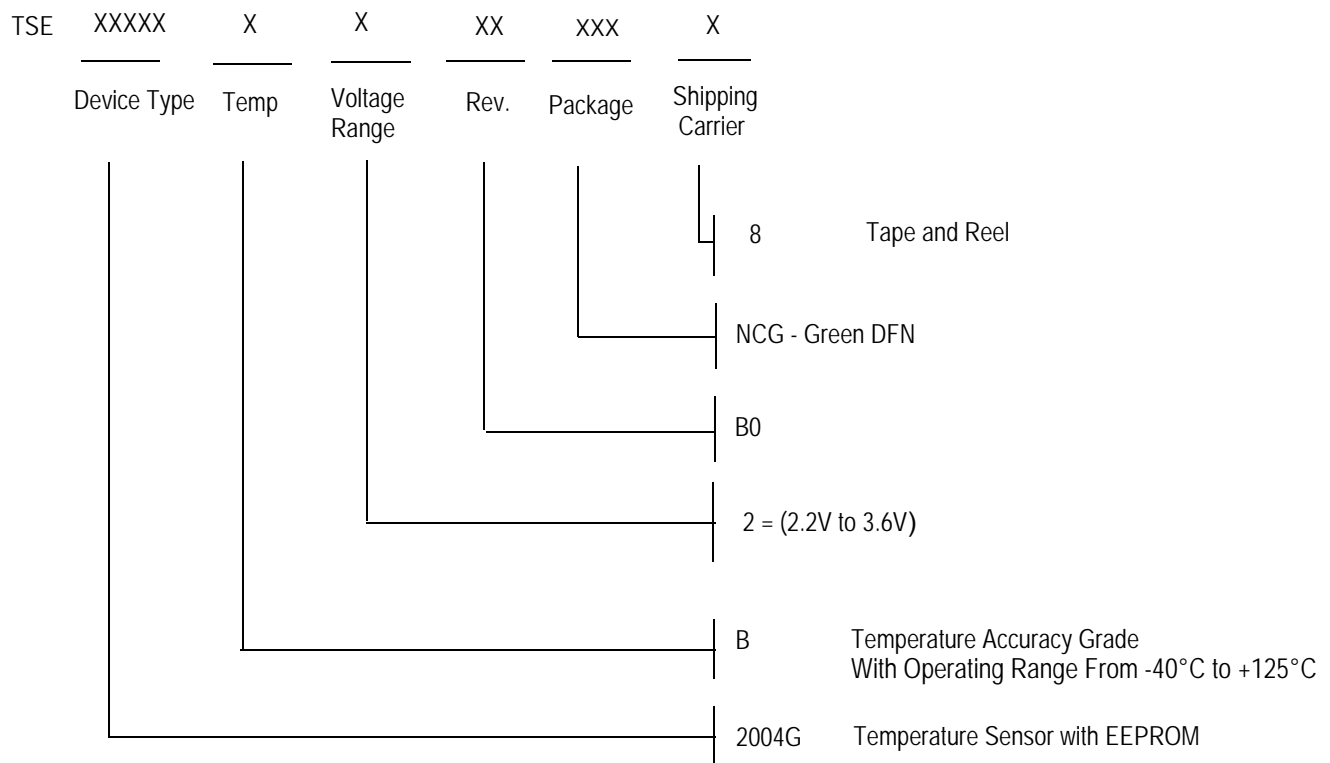 TSE XXXXX X X XX XXX X
Device Type Temp Voltage Range Rev. Package Shipping Carrier
8 Tape and Reel
NCG - Green DFN
B0
2 = (2.2V to 3.6V)
B Temperature Accuracy Grade
With Operating Range From -40°C to +125°C
2004G Temperature Sensor with EEPROM